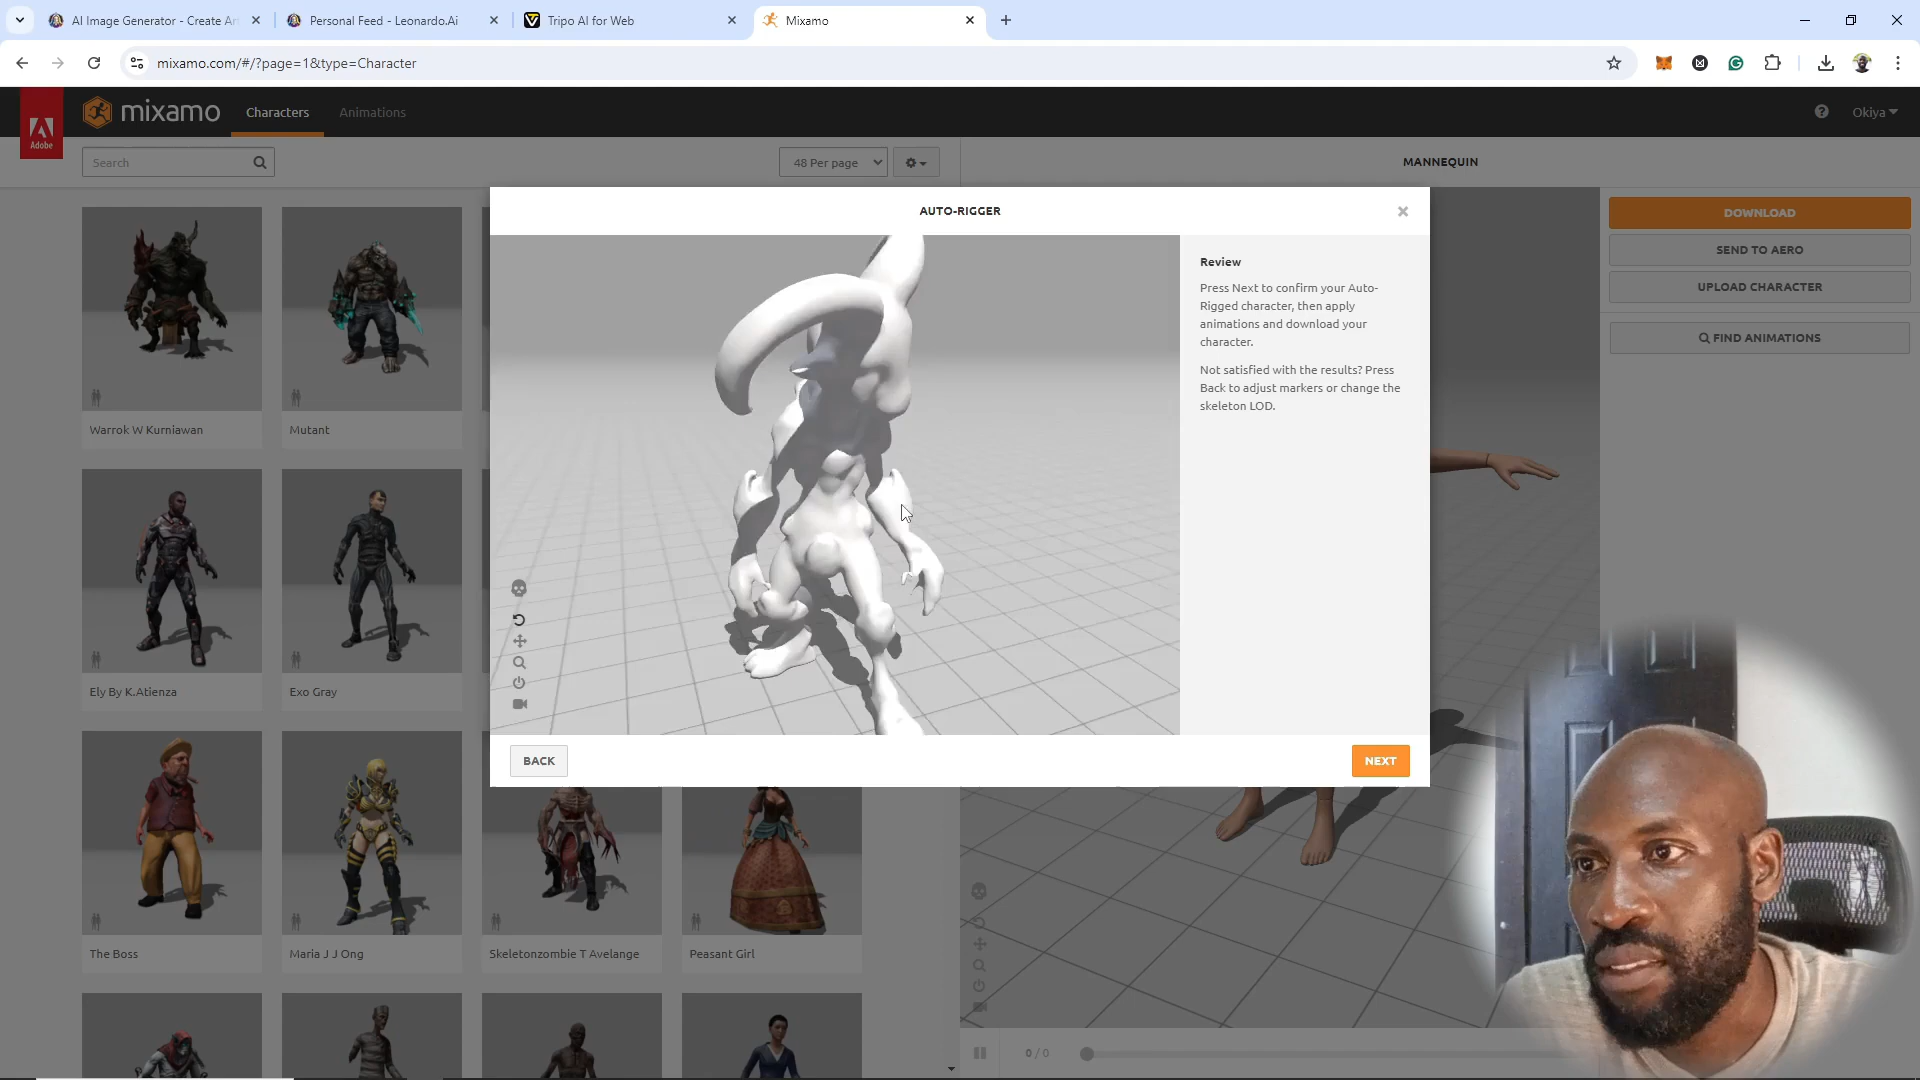 AI Image Generator - Create Ar
Personal Feed - Leonardo.Ai
Tripo AI for Web
Mixamo
mixamo.com/#/?page=1&type=Character
Adobe
mixamo
Characters
Animations
Okiya
Search
48 Per page
MANNEQUIN
AUTO-RIGGER
DOWNLOAD
SEND TO AERO
UPLOAD CHARACTER
FIND ANIMATIONS
Review
Press Next to confirm your Auto-
Rigged character, then apply
animations and download your
character.
Not satisfied with the results? Press
Back to adjust markers or change the
skeleton LOD.
Warrok W Kurniawan
Mutant
Ely By K.Atienza
Exo Gray
BACK
NEXT
The Boss
Maria J J Ong
Skeletonzombie T Avelange
Peasant Girl
0 / 0